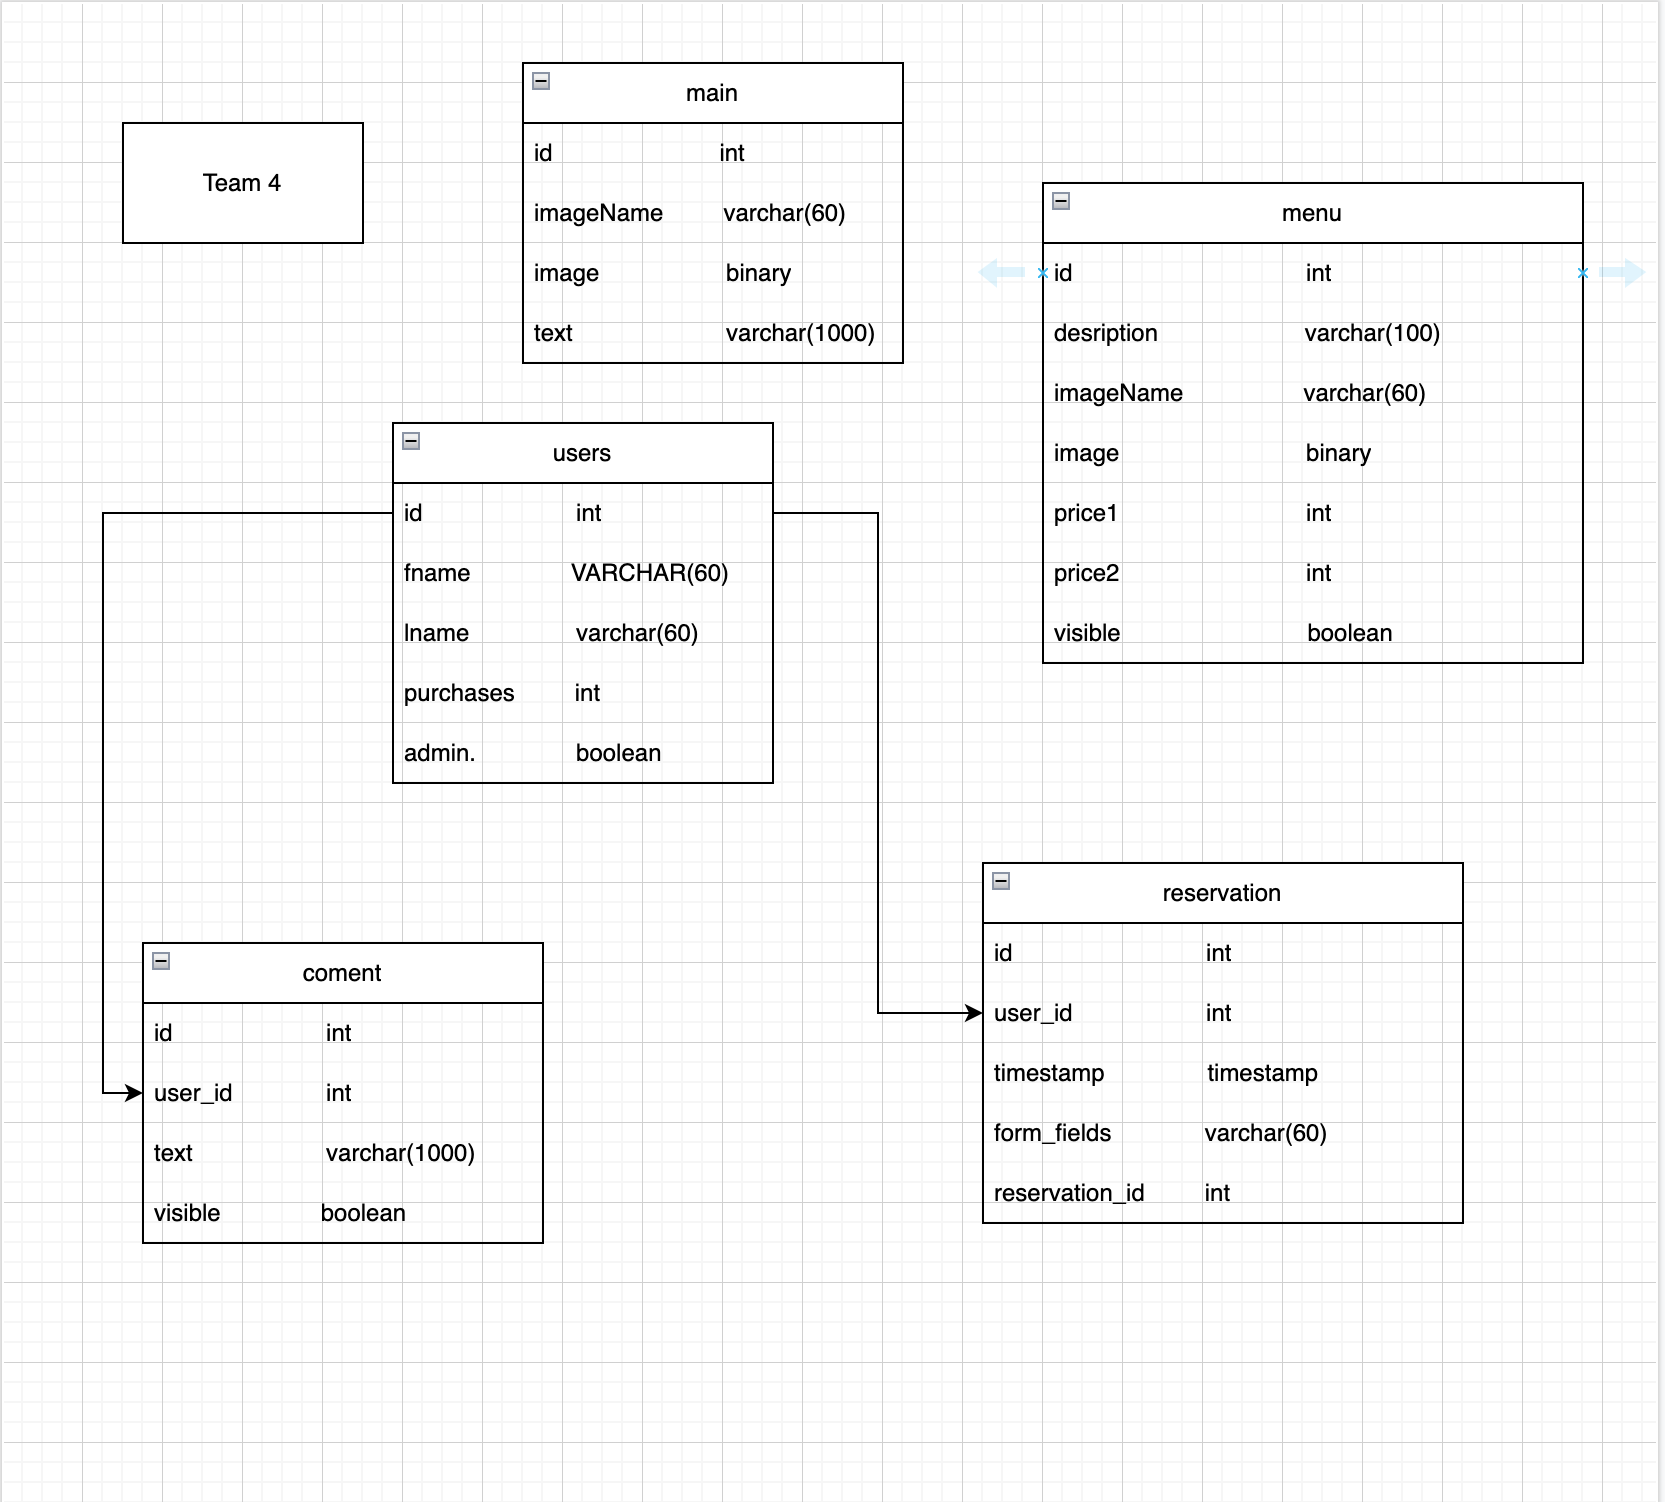 Team 4
main
id int
imageName varchar(60)
image binary
text varchar(1000)
menu
id int
desription varchar(100)
imageName varchar(60)
image binary
price1 int
price2 int
visible boolean
users
id int
fname VARCHAR(60)
lname varchar(60)
purchases int
admin. boolean
coment
id int
user_id int
text varchar(1000)
visible boolean
reservation
id int
user_id int
timestamp timestamp
form_fields varchar(60)
reservation_id int